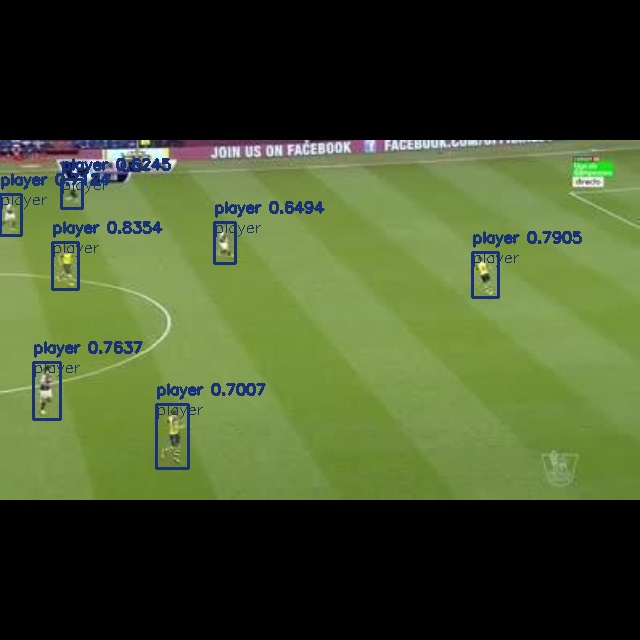 JOIN US ON FACEBOOK f FACEBOOK.COM/
player 0.6245
player
player
player
directo
player 0.6494
player
player 0.8354
player
player 0.7905
player
player 0.7637
player
player 0.7007
player